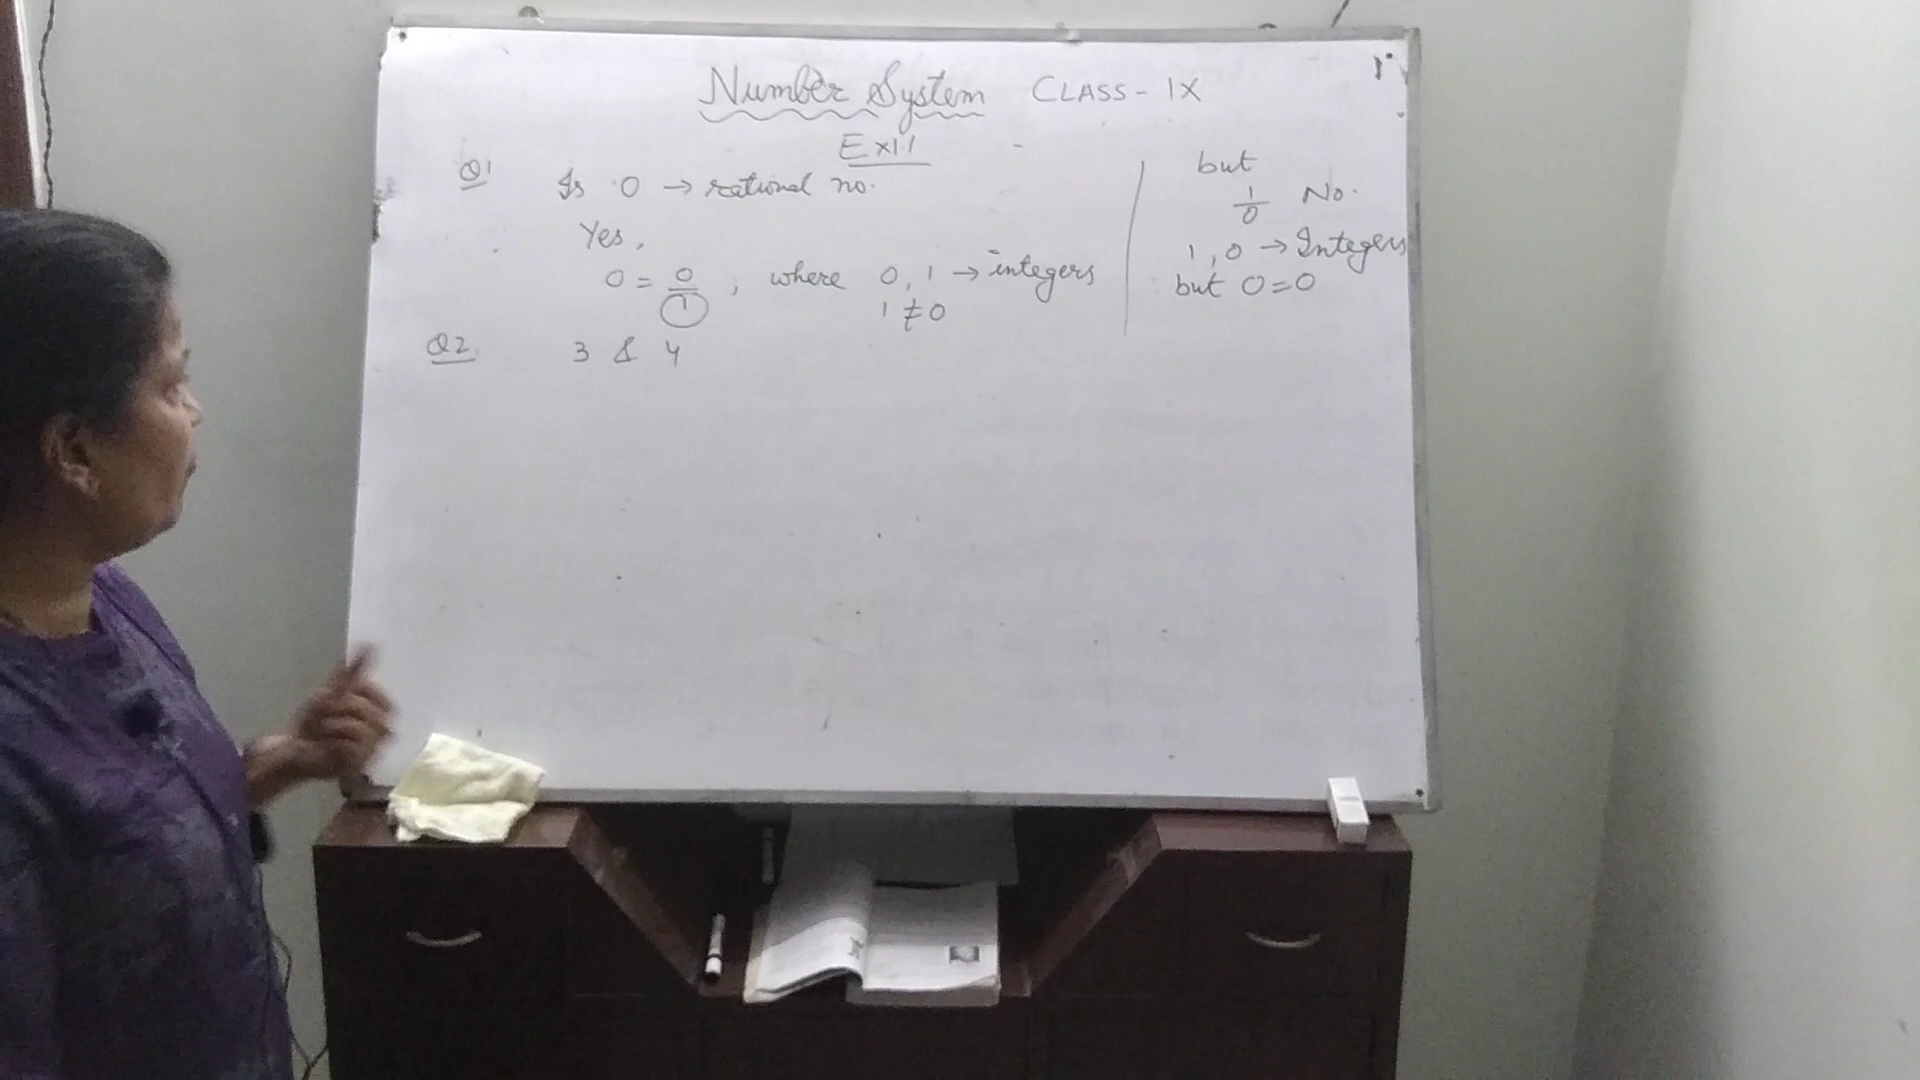 Number System CLASS - IX
Ex 1.1
Q1 Is 0 → rational no.
Yes,
0 = 0/1 , where 0, 1 → integers
1 ≠ 0
but
1/0 No.
1, 0 → Integers
but 0 = 0
Q2. 3 & 4